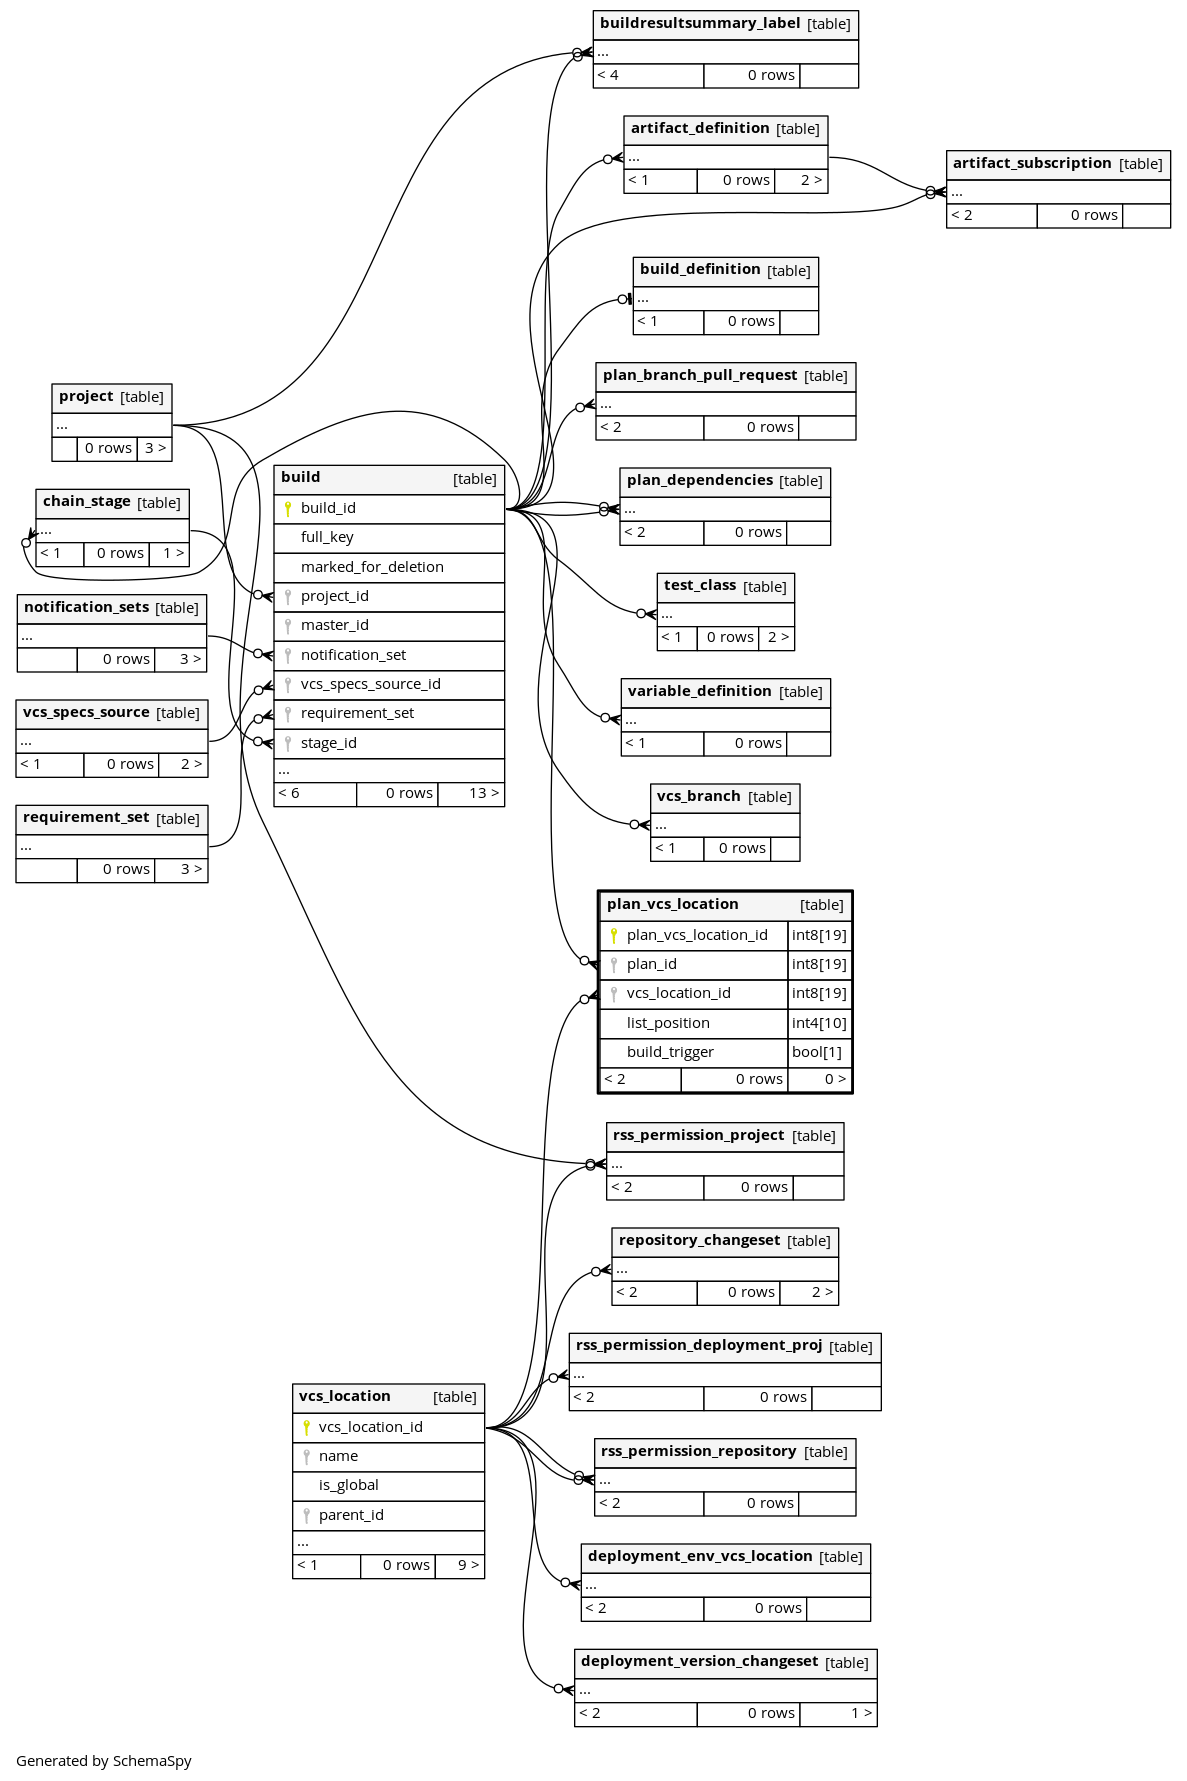 buildresultsummary_label [table]
...
< 4 0 rows
artifact_definition [table]
...
< 1 0 rows 2 >
artifact_subscription [table]
...
< 2 0 rows
build_definition [table]
...
< 1 0 rows
plan_branch_pull_request [table]
...
< 2 0 rows
project [table]
...
0 rows 3 >
build [table]
build_id
full_key
marked_for_deletion
project_id
master_id
notification_set
vcs_specs_source_id
requirement_set
stage_id
...
< 6 0 rows 13 >
plan_dependencies [table]
...
< 2 0 rows
chain_stage [table]
...
< 1 0 rows 1 >
test_class [table]
...
< 1 0 rows 2 >
notification_sets [table]
...
0 rows 3 >
variable_definition [table]
...
< 1 0 rows
vcs_specs_source [table]
...
< 1 0 rows 2 >
vcs_branch [table]
...
< 1 0 rows
requirement_set [table]
...
0 rows 3 >
plan_vcs_location [table]
plan_vcs_location_id int8[19]
plan_id int8[19]
vcs_location_id int8[19]
list_position int4[10]
build_trigger bool[1]
< 2 0 rows 0 >
rss_permission_project [table]
...
< 2 0 rows
repository_changeset [table]
...
< 2 0 rows 2 >
rss_permission_deployment_proj [table]
...
< 2 0 rows
vcs_location [table]
vcs_location_id
name
is_global
parent_id
...
< 1 0 rows 9 >
rss_permission_repository [table]
...
< 2 0 rows
deployment_env_vcs_location [table]
...
< 2 0 rows
deployment_version_changeset [table]
...
< 2 0 rows 1 >
Generated by SchemaSpy